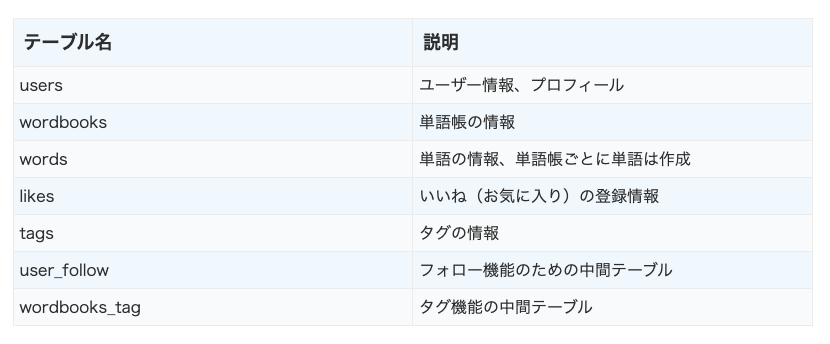 テーブル名 説明
users ユーザー情報、プロフィール
wordbooks 単語帳の情報
words 単語の情報、単語帳ごとに単語は作成
likes いいね（お気に入り）の登録情報
tags タグの情報
user_follow フォロー機能のための中間テーブル
wordbooks_tag タグ機能の中間テーブル